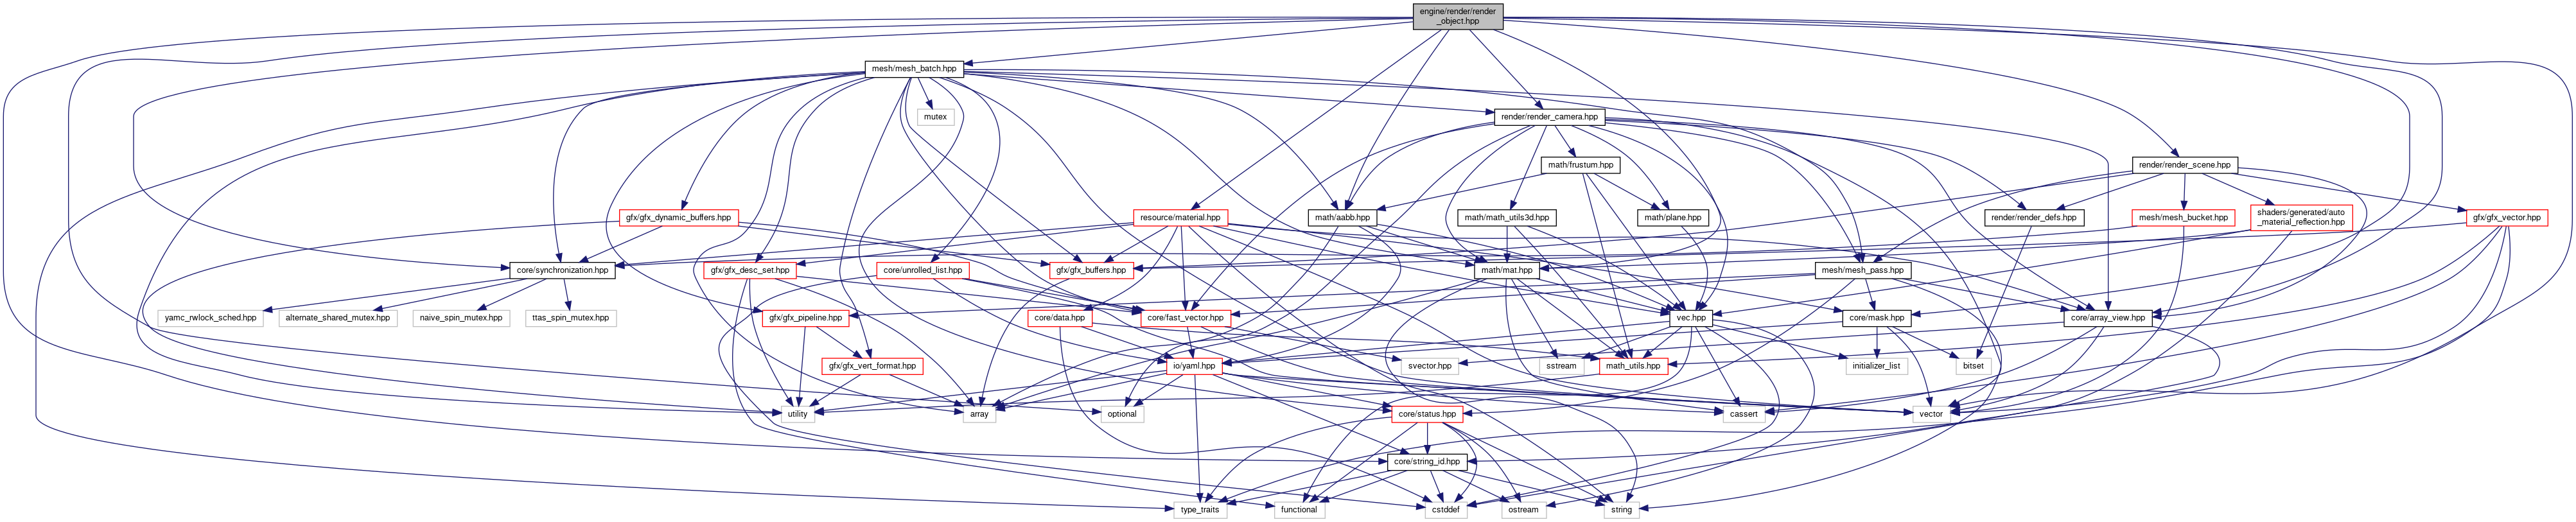 engine/render/render
_object.hpp
mesh/mesh_batch.hpp
mutex
render/render_camera.hpp
math/frustum.hpp
render/render_scene.hpp
gfx/gfx_dynamic_buffers.hpp
resource/material.hpp
math/aabb.hpp
math/math_utils3d.hpp
math/plane.hpp
render/render_defs.hpp
mesh/mesh_bucket.hpp
shaders/generated/auto
_material_reflection.hpp
gfx/gfx_vector.hpp
core/synchronization.hpp
gfx/gfx_desc_set.hpp
core/unrolled_list.hpp
gfx/gfx_buffers.hpp
math/mat.hpp
mesh/mesh_pass.hpp
yamc_rwlock_sched.hpp
alternate_shared_mutex.hpp
naive_spin_mutex.hpp
ttas_spin_mutex.hpp
gfx/gfx_pipeline.hpp
core/data.hpp
core/fast_vector.hpp
vec.hpp
core/mask.hpp
core/array_view.hpp
gfx/gfx_vert_format.hpp
io/yaml.hpp
svector.hpp
sstream
math_utils.hpp
initializer_list
bitset
utility
array
optional
core/status.hpp
cassert
vector
core/string_id.hpp
type_traits
functional
cstddef
ostream
string